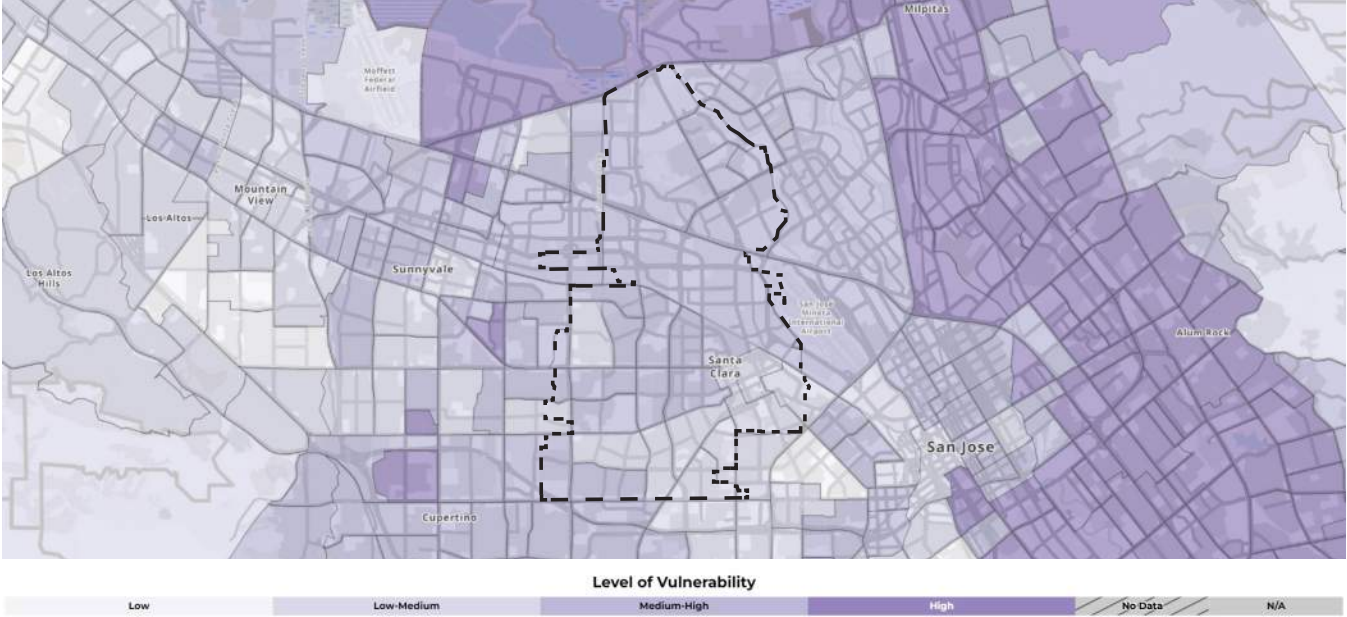 Milpitas
Moffett
Federal
Airfield
Mountain
View
Los Altos
Los Altos
Hills
Sunnyvale
San José
Mineta
International
Airport
Alum Rock
Santa
Clara
San Jose
Cupertino
Level of Vulnerability
Low
Low-Medium
Medium-High
High
No Data
N/A